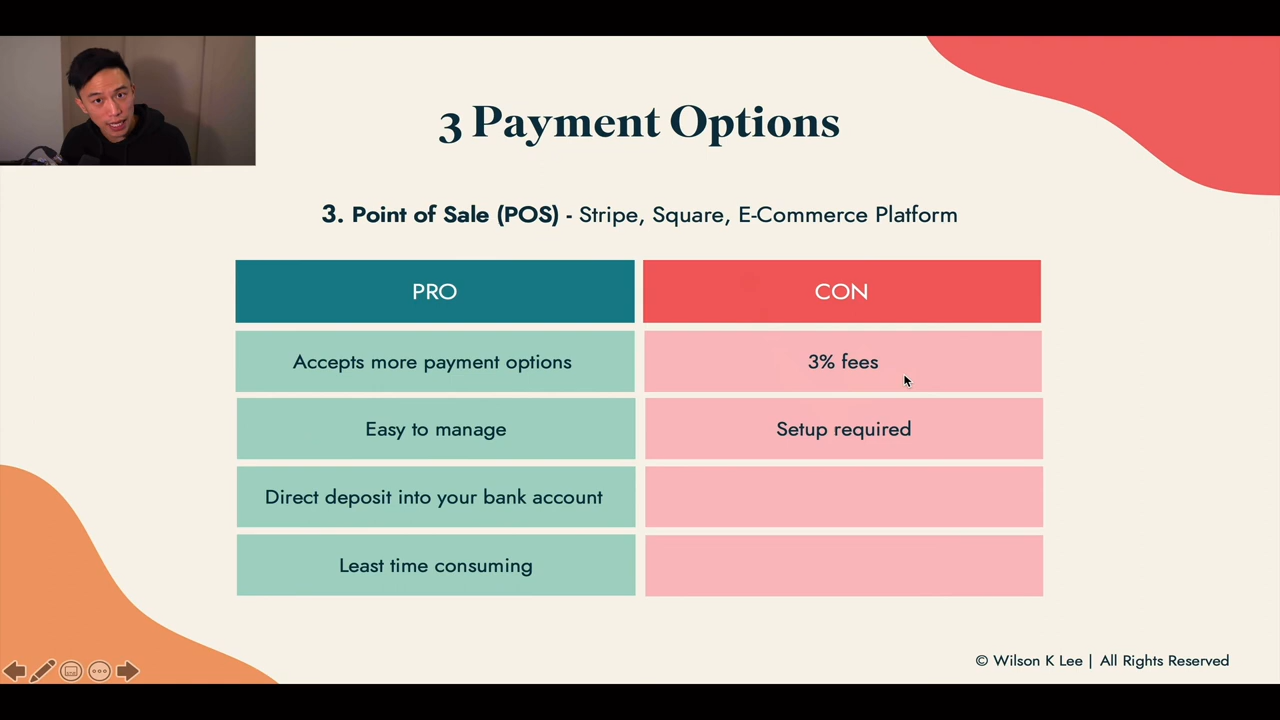 3 Payment Options
3. Point of Sale (POS) - Stripe, Square, E-Commerce Platform
PRO
CON
Accepts more payment options
3% fees
Easy to manage
Setup required
Direct deposit into your bank account
Least time consuming
© Wilson K Lee | All Rights Reserved